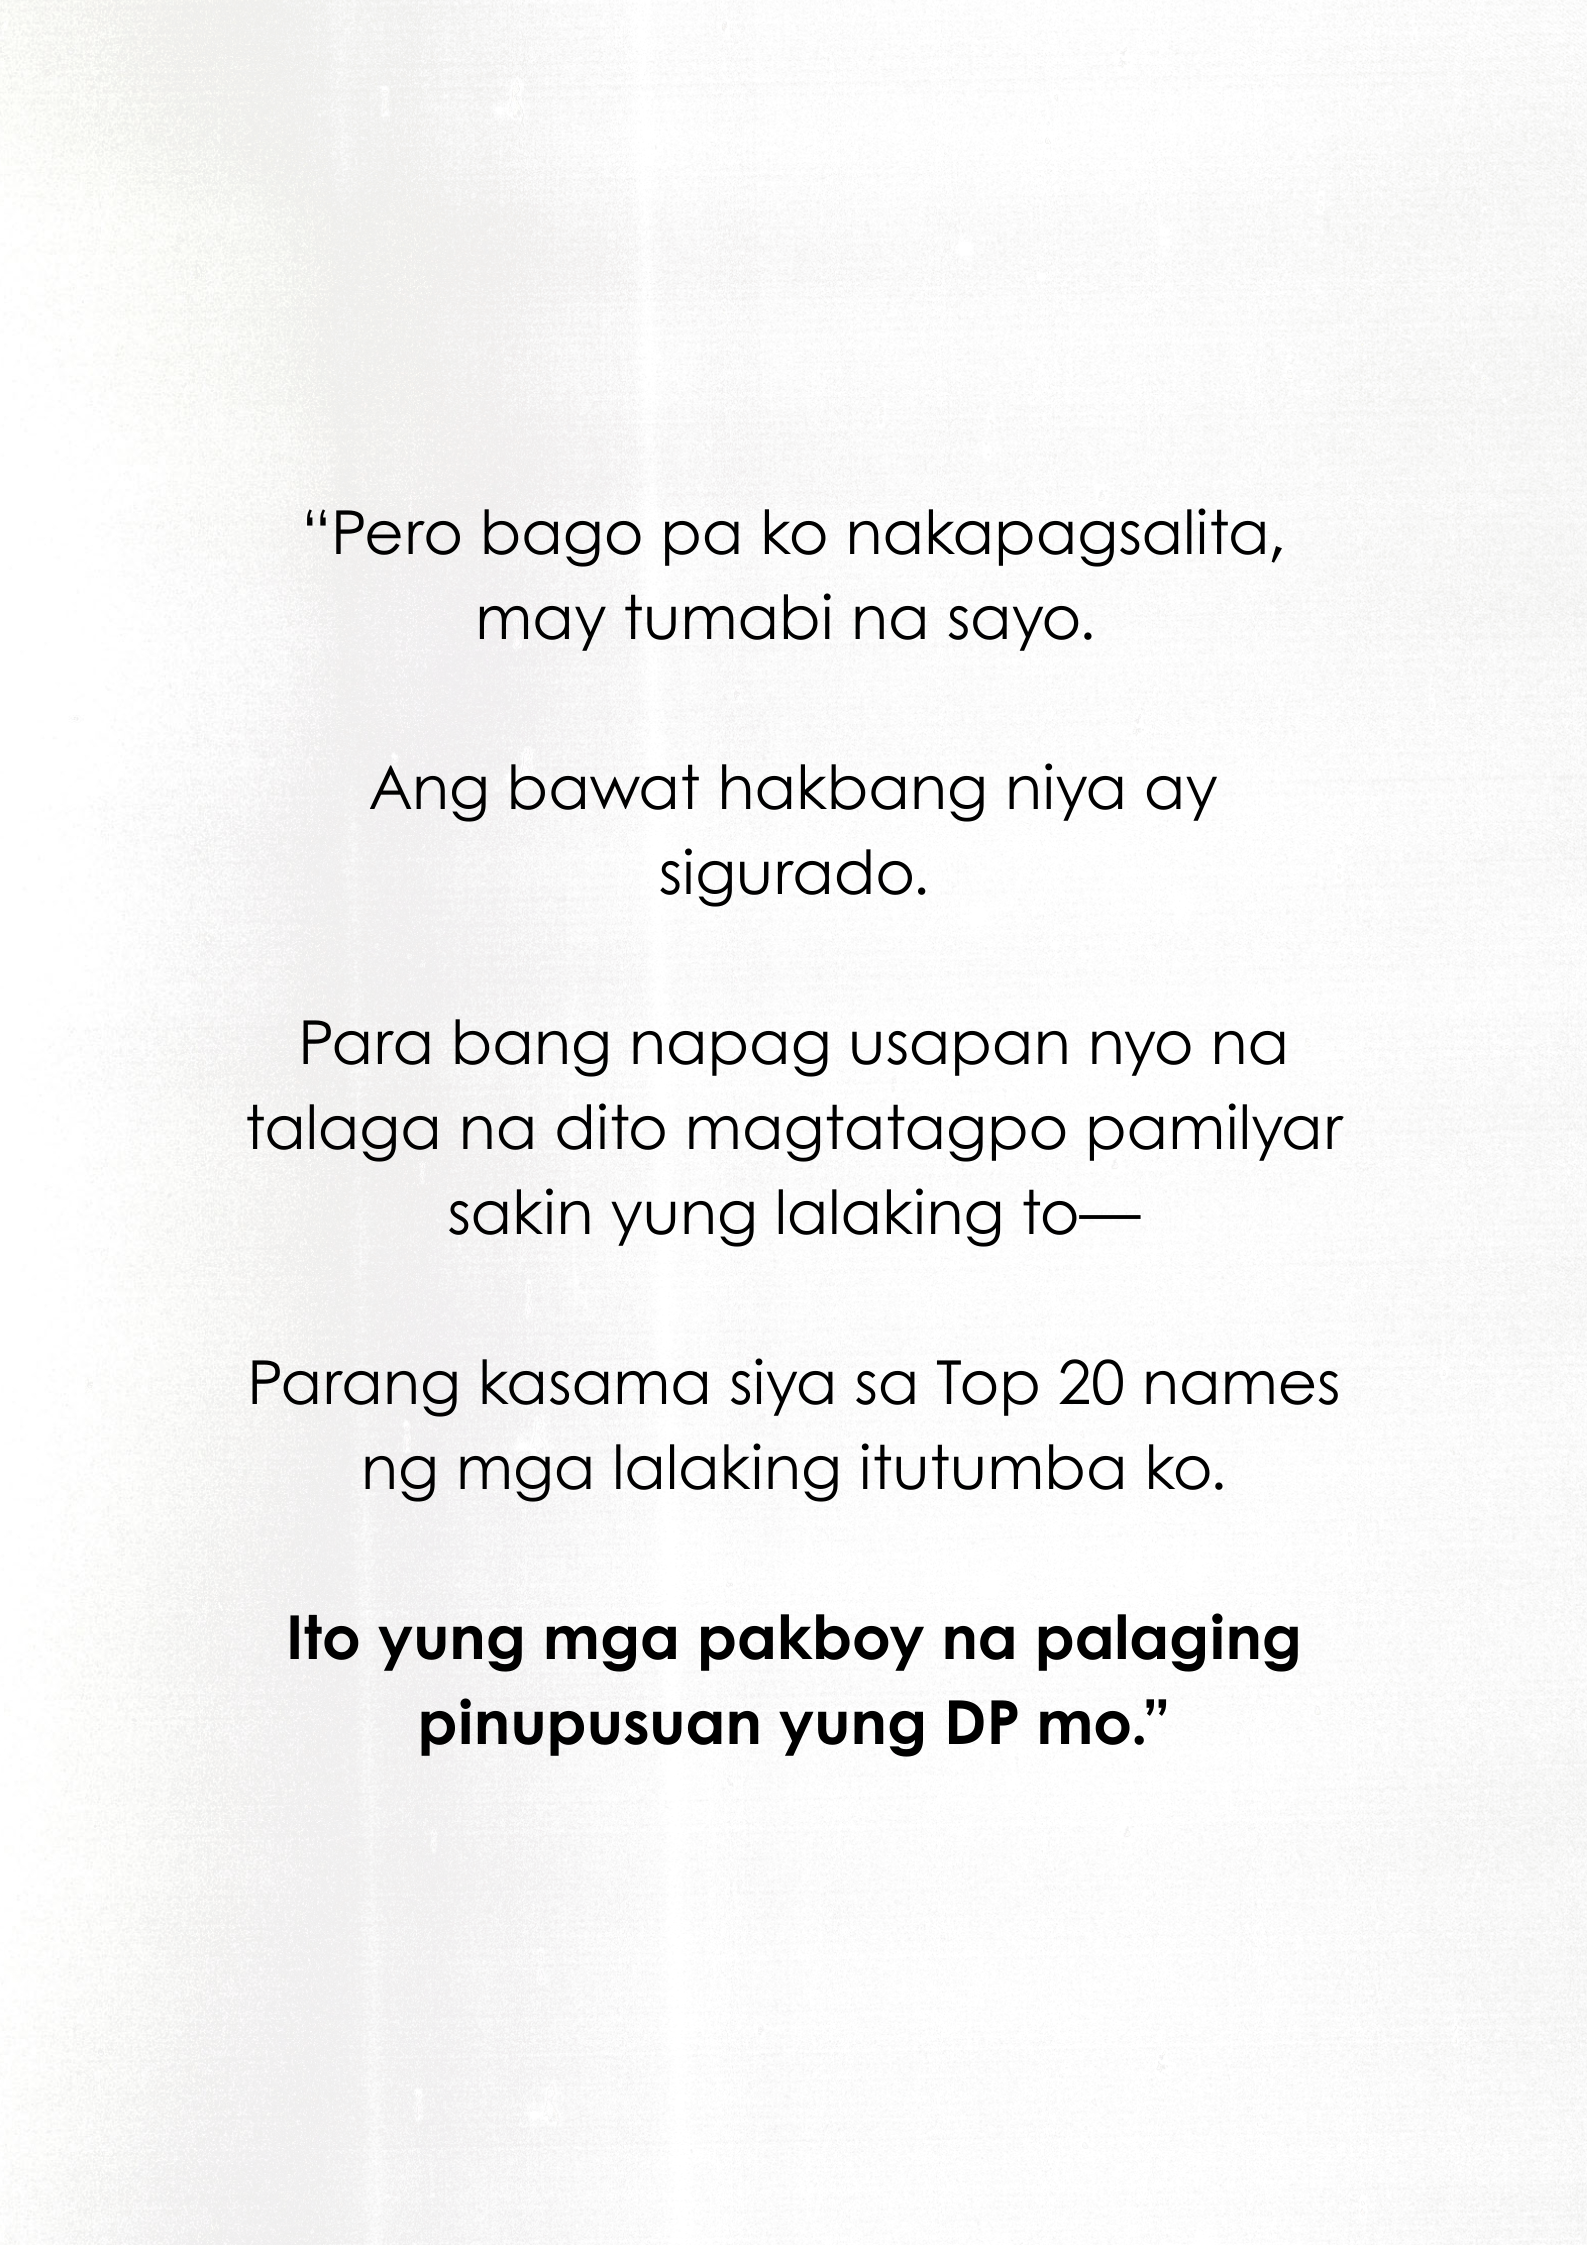 “Pero bago pa ko nakapagsalita,
may tumabi na sayo.
Ang bawat hakbang niya ay
sigurado.
Para bang napag usapan nyo na
talaga na dito magtatagpo pamilyar
sakin yung lalaking to—
Parang kasama siya sa Top 20 names
ng mga lalaking itutumba ko.
Ito yung mga pakboy na palaging
pinupusuan yung DP mo.”